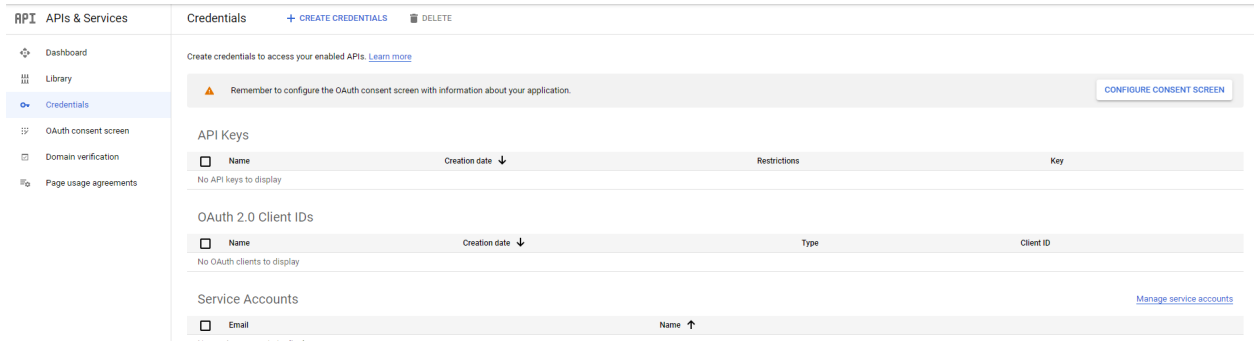 API APIs & Services
Credentials
+ CREATE CREDENTIALS
DELETE
Dashboard
Library
Credentials
OAuth consent screen
Domain verification
Page usage agreements
Create credentials to access your enabled APIs. Learn more
Remember to configure the OAuth consent screen with information about your application.
CONFIGURE CONSENT SCREEN
API Keys
Name Creation date Restrictions Key
No API keys to display
OAuth 2.0 Client IDs
Name Creation date Type Client ID
No OAuth clients to display
Service Accounts
Manage service accounts
Email Name